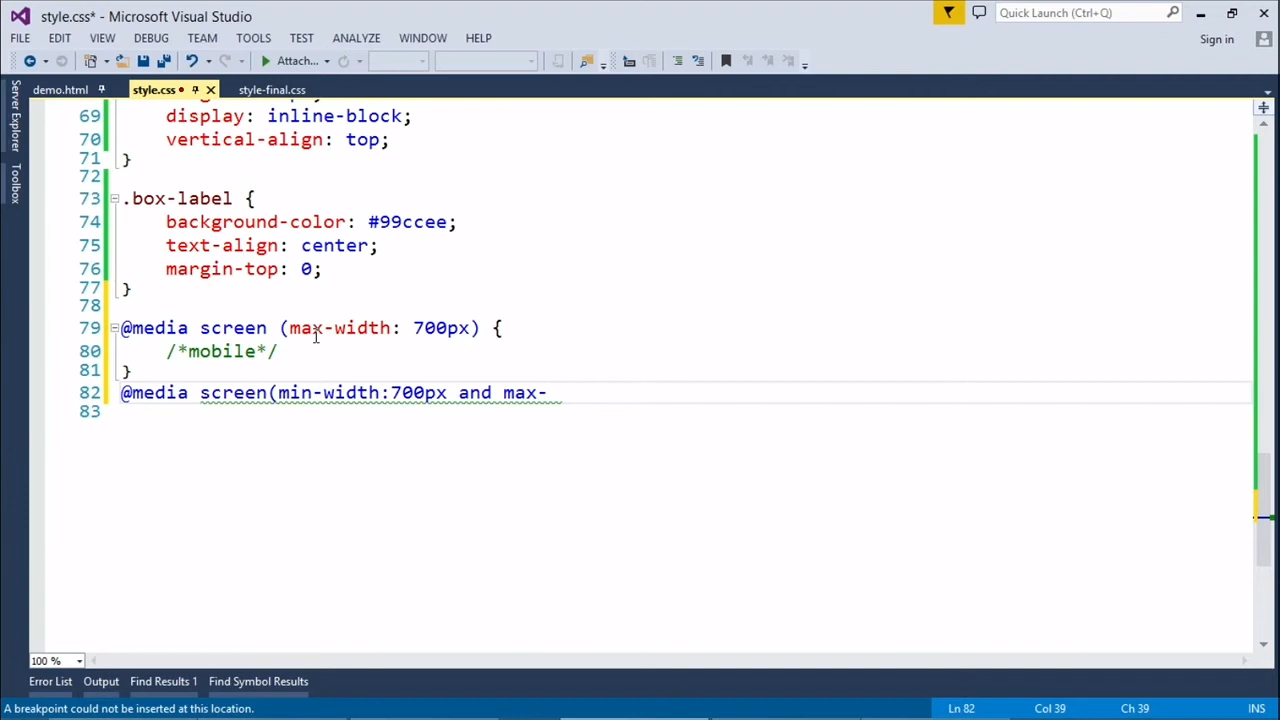 style.css* - Microsoft Visual Studio
Quick Launch (Ctrl+Q)
FILE EDIT VIEW DEBUG TEAM TOOLS TEST ANALYZE WINDOW HELP
Sign in
Attach...
demo.html style.css style-final.css
Server Explorer
Toolbox
69 display: inline-block;
70 vertical-align: top;
71 }
72
73 .box-label {
74 background-color: #99ccee;
75 text-align: center;
76 margin-top: 0;
77 }
78
79 @media screen (max-width: 700px) {
80 /*mobile*/
81 }
82 @media screen(min-width:700px and max-
83
100 %
Error List Output Find Results 1 Find Symbol Results
A breakpoint could not be inserted at this location. Ln 82 Col 39 Ch 39 INS